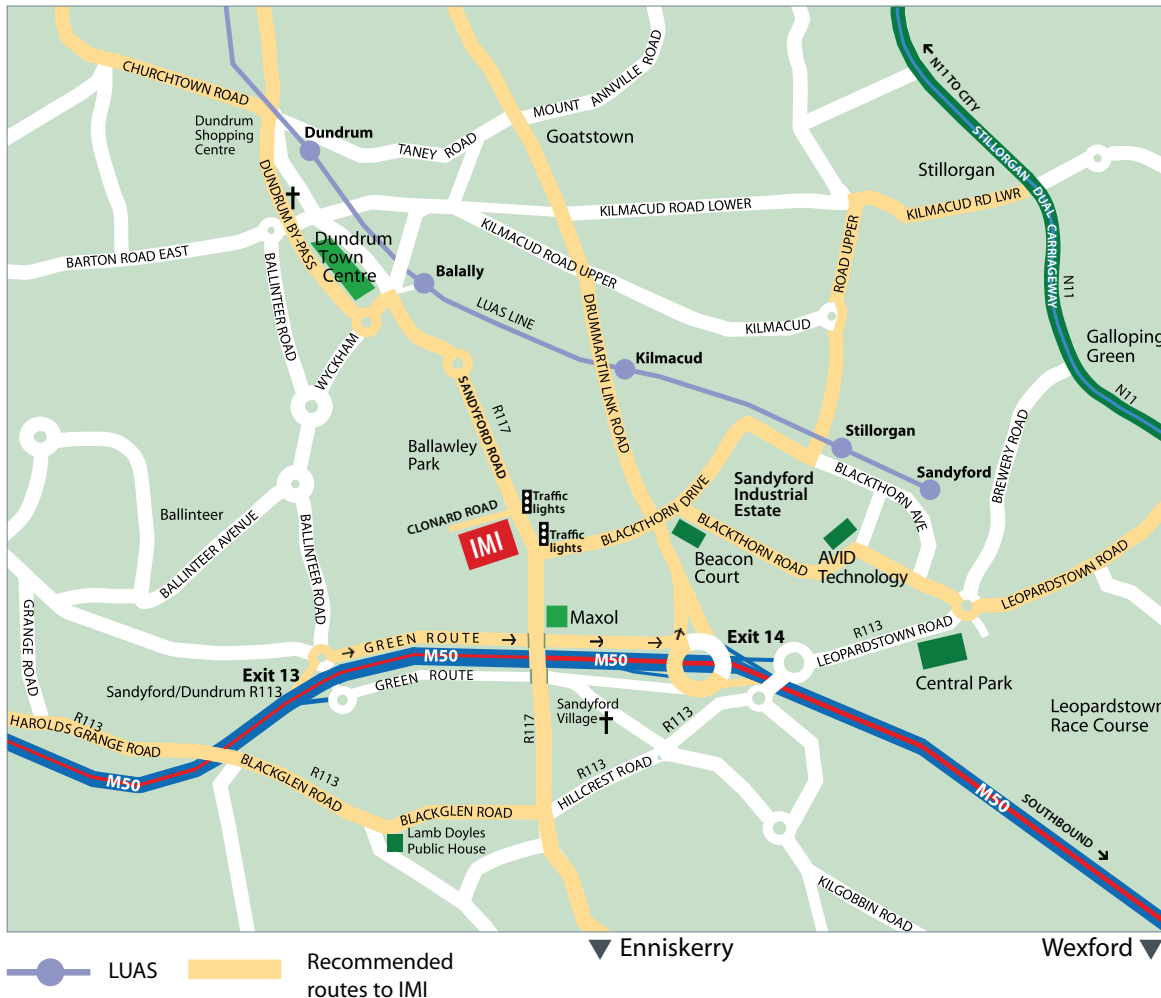 CHURCHTOWN ROAD
Dundrum
Shopping
Centre
Dundrum
TANEY ROAD
MOUNT ANNVILLE ROAD
Goatstown
N11 TO CITY
STILLORGAN DUAL CARRIAGEWAY
Stillorgan
DUNDRUM BY-PASS
KILMACUD ROAD LOWER
KILMACUD RD LWR
BARTON ROAD EAST
Dundrum
Town
Centre
KILMACUD ROAD UPPER
ROAD UPPER
BALLINTEER ROAD
Balally
LUAS LINE
DRUMMARTIN LINK ROAD
KILMACUD
N11
Galloping
Green
N11
WYCKHAM
Kilmacud
SANDYFORD ROAD
R117
Ballawley
Park
Stillorgan
Sandyford
BLACKTHORN AVE
BREWERY ROAD
Sandyford
Industrial
Estate
Ballinteer
BALLINTEER AVENUE
BALLINTEER ROAD
CLONARD ROAD
Traffic
lights
Traffic
lights
IMI
BLACKTHORN DRIVE
BLACKTHORN ROAD
Beacon
Court
AVID
Technology
LEOPARDSTOWN ROAD
GRANGE ROAD
Maxol
GREEN ROUTE
Exit 14
R113
LEOPARDSTOWN ROAD
M50
M50
Exit 13
Sandyford/Dundrum R113
GREEN ROUTE
Central Park
Sandyford
Village
R113
R117
Leopardstown
Race Course
R113
HAROLDS GRANGE ROAD
M50
R113
BLACKGLEN ROAD
R113
HILLCREST ROAD
BLACKGLEN ROAD
M50
SOUTHBOUND
Lamb Doyles
Public House
KILGOBBIN ROAD
Enniskerry
Wexford
LUAS
Recommended
routes to IMI